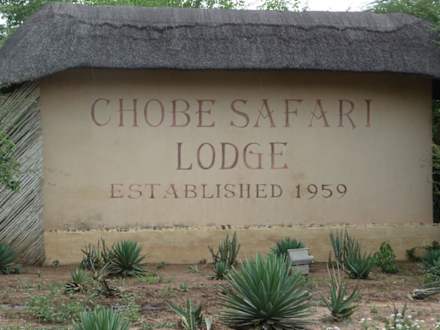 CHOBE SAFARI
LODGE
ESTABLISHED 1959